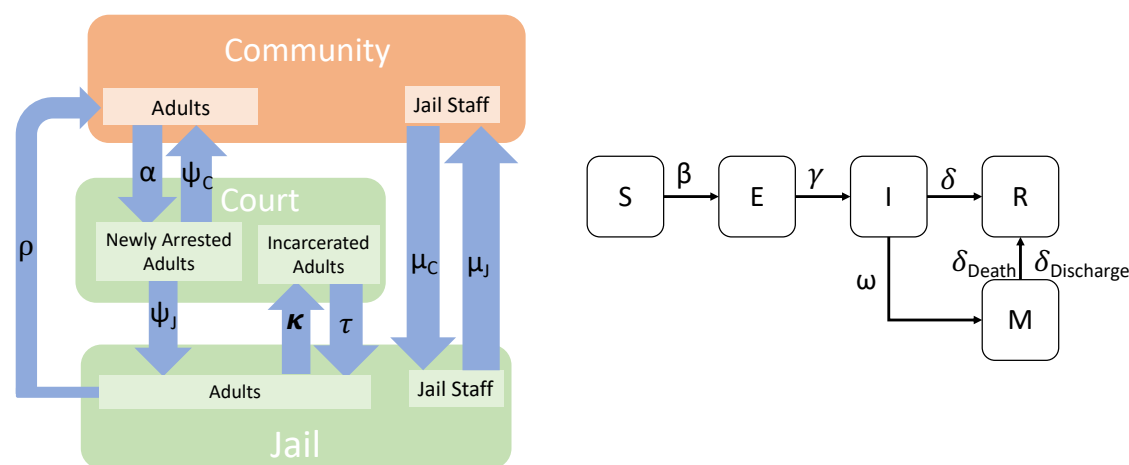 Community
Adults
Jail Staff
α
ψC
Court
Newly Arrested
Adults
Incarcerated
Adults
ρ
μC
μJ
ψJ
κ
τ
Adults
Jail Staff
Jail
S
β
E
γ
I
δ
R
ω
δDeath
δDischarge
M